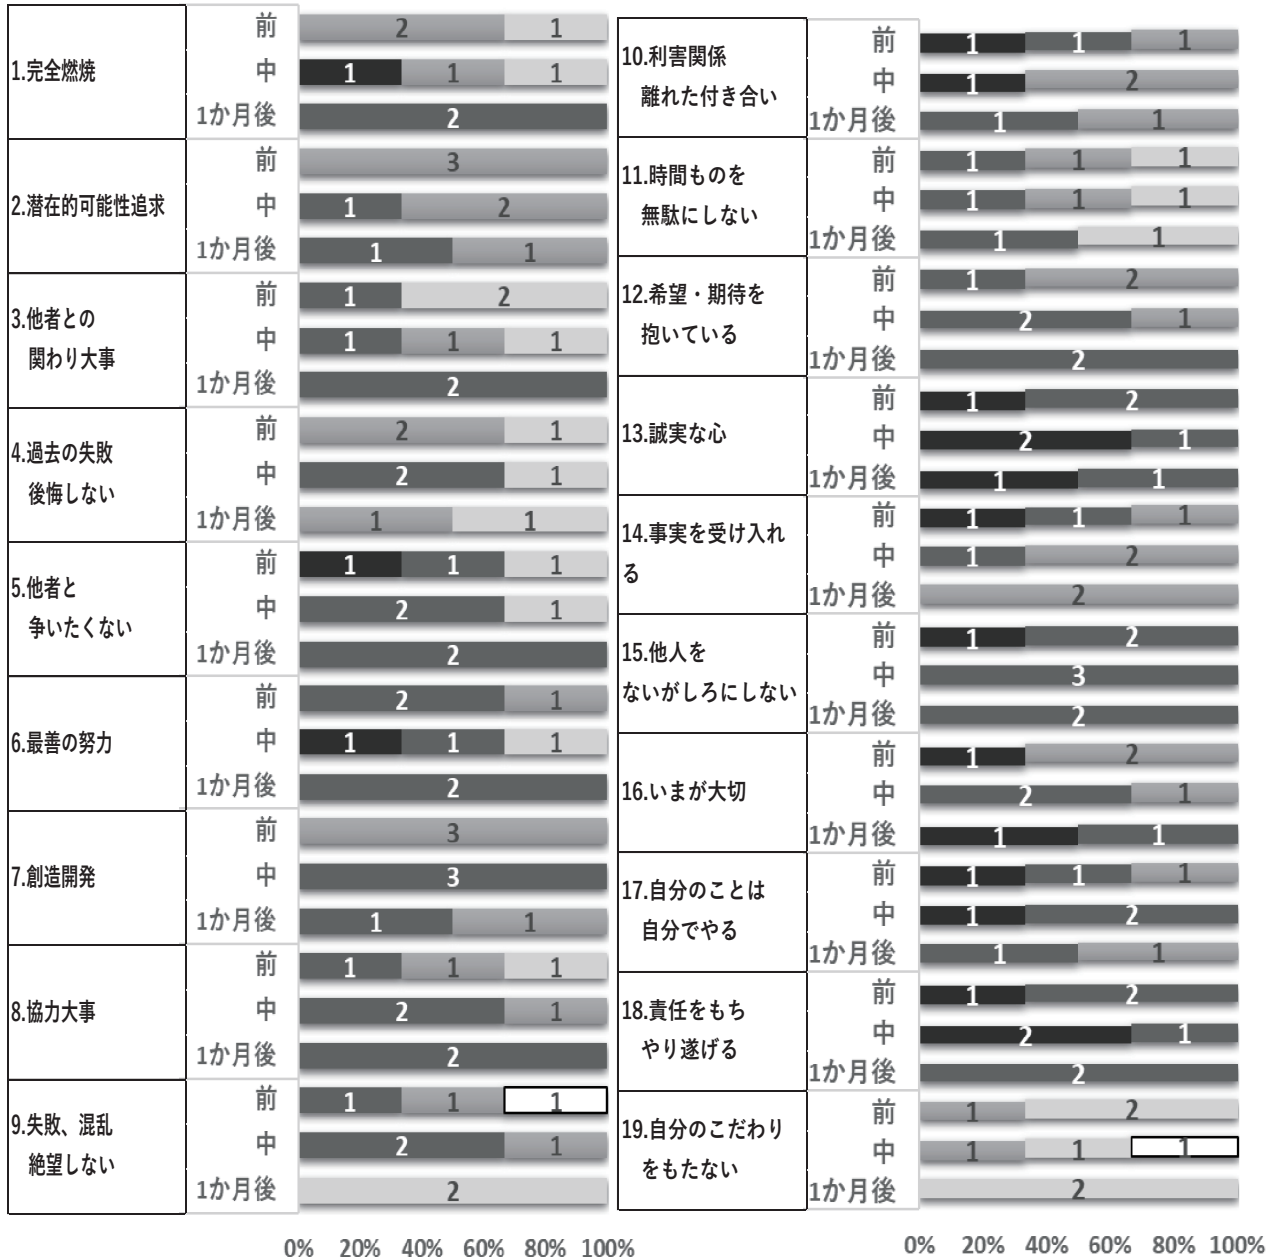 1.完全燃焼
前 2 1
中 1 1 1
1か月後 2
2.潜在的可能性追求
前 3
中 1 2
1か月後 1 1
3.他者との
関わり大事
前 1 2
中 1 1 1
1か月後 2
4.過去の失敗
後悔しない
前 2 1
中 2 1
1か月後 1 1
5.他者と
争いたくない
前 1 1 1
中 2 1
1か月後 2
6.最善の努力
前 2 1
中 1 1 1
1か月後 2
7.創造開発
前 3
中 3
1か月後 1 1
8.協力大事
前 1 1 1
中 2 1
1か月後 2
9.失敗、混乱
絶望しない
前 1 1 1
中 2 1
1か月後 2
0% 20% 40% 60% 80% 100%
10.利害関係
離れた付き合い
前 1 1 1
中 1 2
1か月後 1 1
11.時間ものを
無駄にしない
前 1 1 1
中 1 1 1
1か月後 1 1
12.希望・期待を
抱いている
前 1 2
中 2 1
1か月後 2
13.誠実な心
前 1 2
中 2 1
1か月後 1 1
14.事実を受け入れ
る
前 1 1 1
中 1 2
1か月後 2
15.他人を
ないがしろにしない
前 1 2
中 3
1か月後 2
16.いまが大切
前 1 2
中 2 1
1か月後 1 1
17.自分のことは
自分でやる
前 1 1 1
中 1 2
1か月後 1 1
18.責任をもち
やり遂げる
前 1 2
中 2 1
1か月後 2
19.自分のこだわり
をもたない
前 1 2
中 1 1 1
1か月後 2
0% 20% 40% 60% 80% 100%